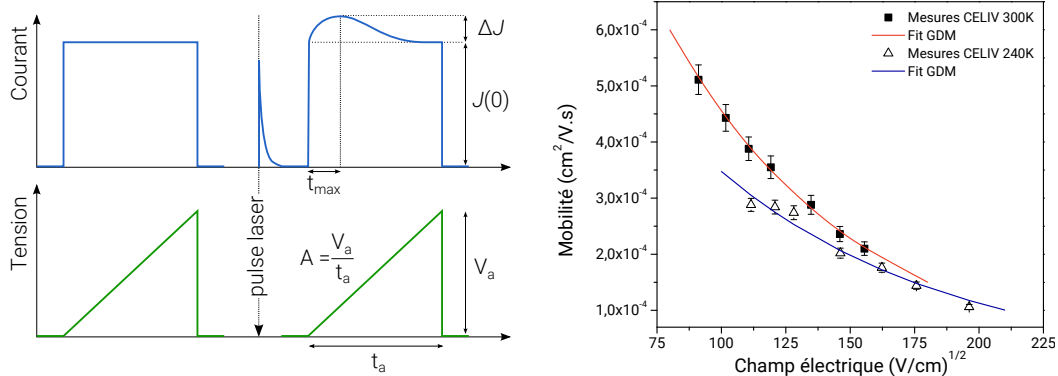 Courant
ΔJ
J(0)
t_max
Tension
pulse laser
A = V_a / t_a
V_a
t_a
Mobilité (cm²/V.s)
6,0x10⁻⁴
5,0x10⁻⁴
4,0x10⁻⁴
3,0x10⁻⁴
2,0x10⁻⁴
1,0x10⁻⁴
Mesures CELIV 300K
Fit GDM
Mesures CELIV 240K
Fit GDM
75 100 125 150 175 200 225
Champ électrique (V/cm)^1/2